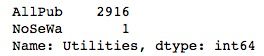 AllPub    2916
NoSeWa       1
Name: Utilities, dtype: int64